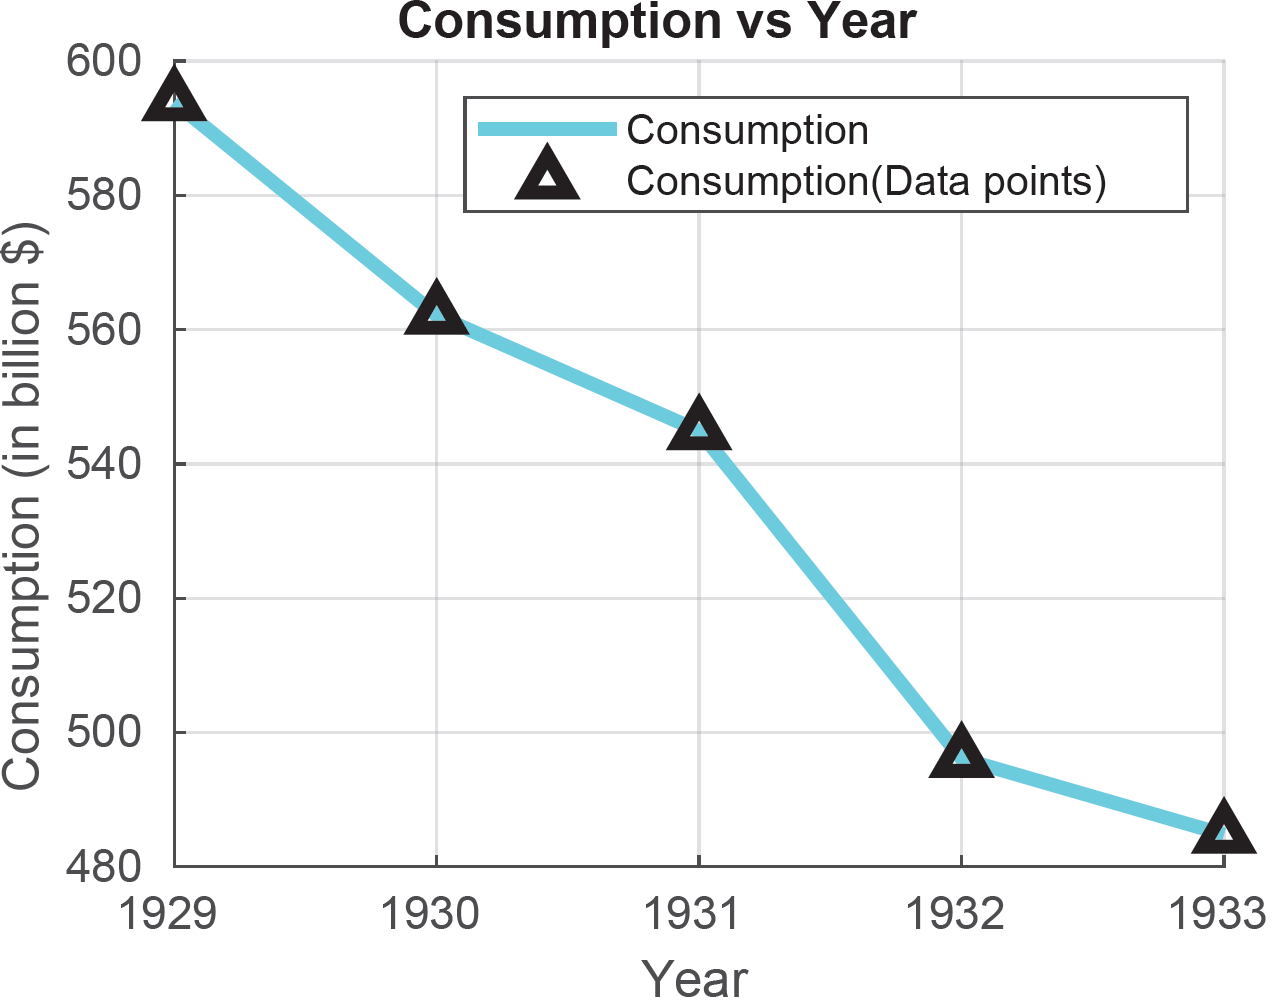 Consumption vs Year
600
580
560
540
520
500
480
Consumption (in billion $)
Consumption
Consumption(Data points)
1929 1930 1931 1932 1933
Year